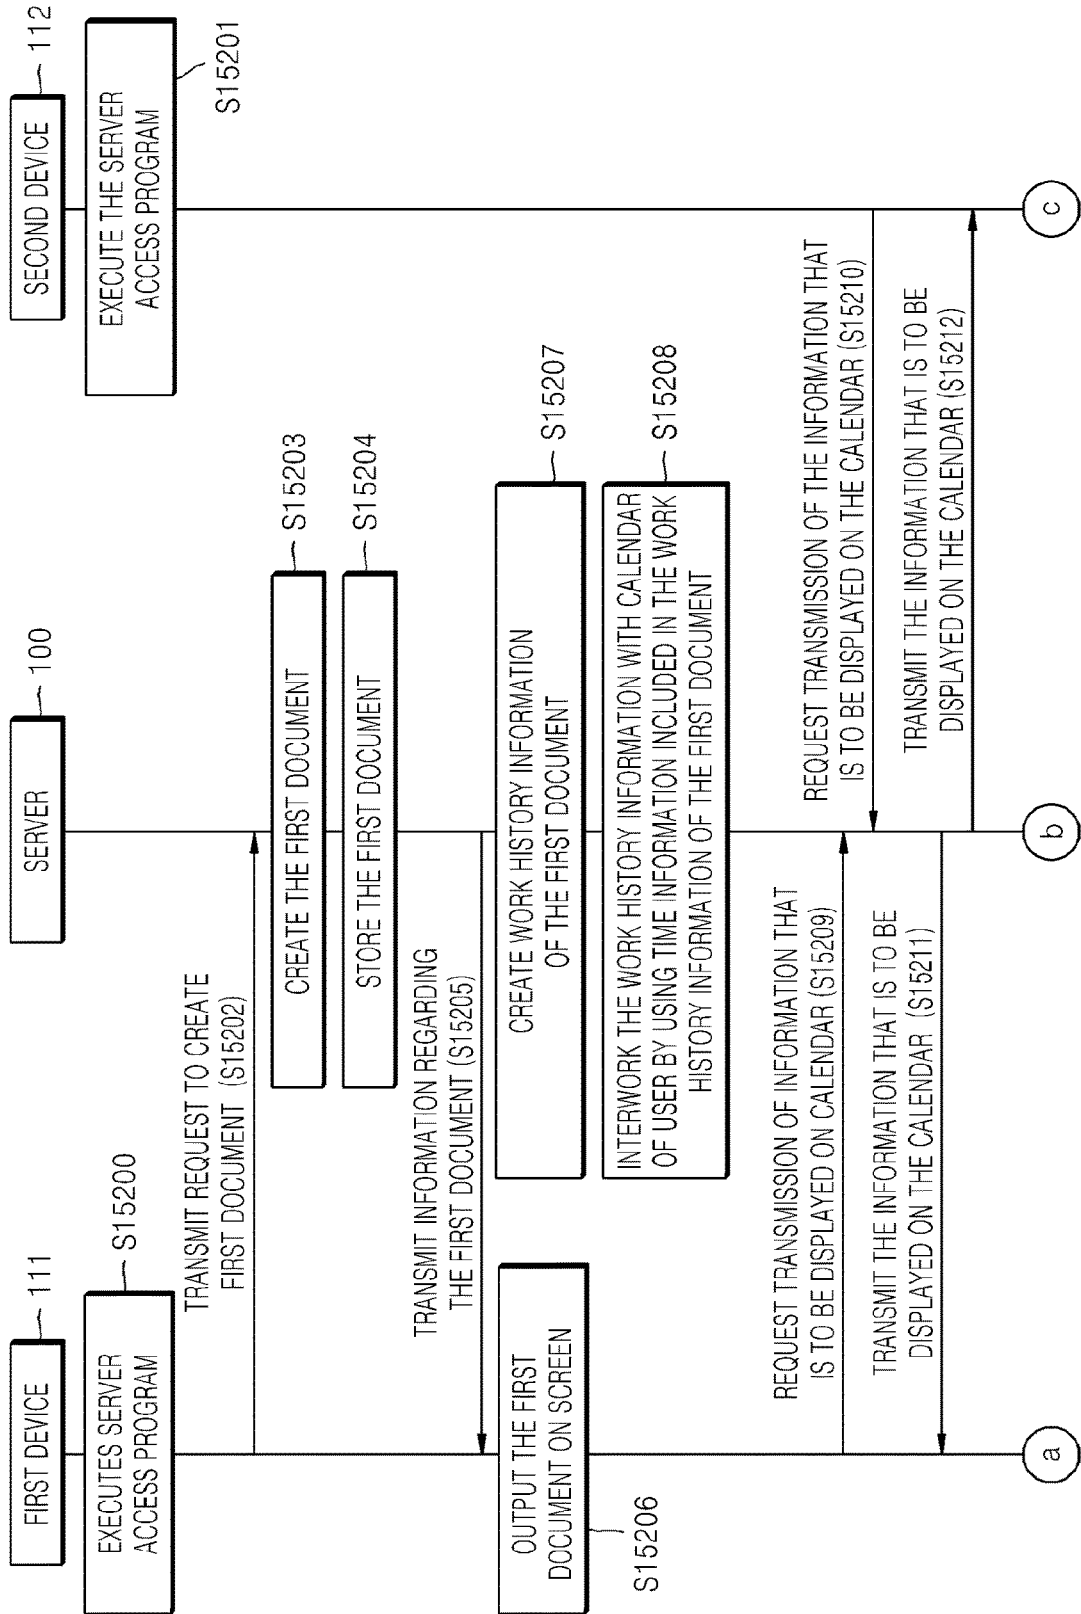 FIRST DEVICE
111
SERVER
100
SECOND DEVICE
112
EXECUTES SERVER
ACCESS PROGRAM
S15200
EXECUTE THE SERVER
ACCESS PROGRAM
S15201
TRANSMIT REQUEST TO CREATE
FIRST DOCUMENT (S15202)
CREATE THE FIRST DOCUMENT
S15203
STORE THE FIRST DOCUMENT
S15204
TRANSMIT INFORMATION REGARDING
THE FIRST DOCUMENT (S15205)
OUTPUT THE FIRST
DOCUMENT ON SCREEN
S15206
CREATE WORK HISTORY INFORMATION
OF THE FIRST DOCUMENT
S15207
INTERWORK THE WORK HISTORY INFORMATION WITH CALENDAR
OF USER BY USING TIME INFORMATION INCLUDED IN THE WORK
HISTORY INFORMATION OF THE FIRST DOCUMENT
S15208
REQUEST TRANSMISSION OF INFORMATION THAT
IS TO BE DISPLAYED ON CALENDAR (S15209)
REQUEST TRANSMISSION OF THE INFORMATION THAT
IS TO BE DISPLAYED ON THE CALENDAR (S15210)
TRANSMIT THE INFORMATION THAT IS TO BE
DISPLAYED ON THE CALENDAR (S15211)
TRANSMIT THE INFORMATION THAT IS TO BE
DISPLAYED ON THE CALENDAR (S15212)
a
b
c